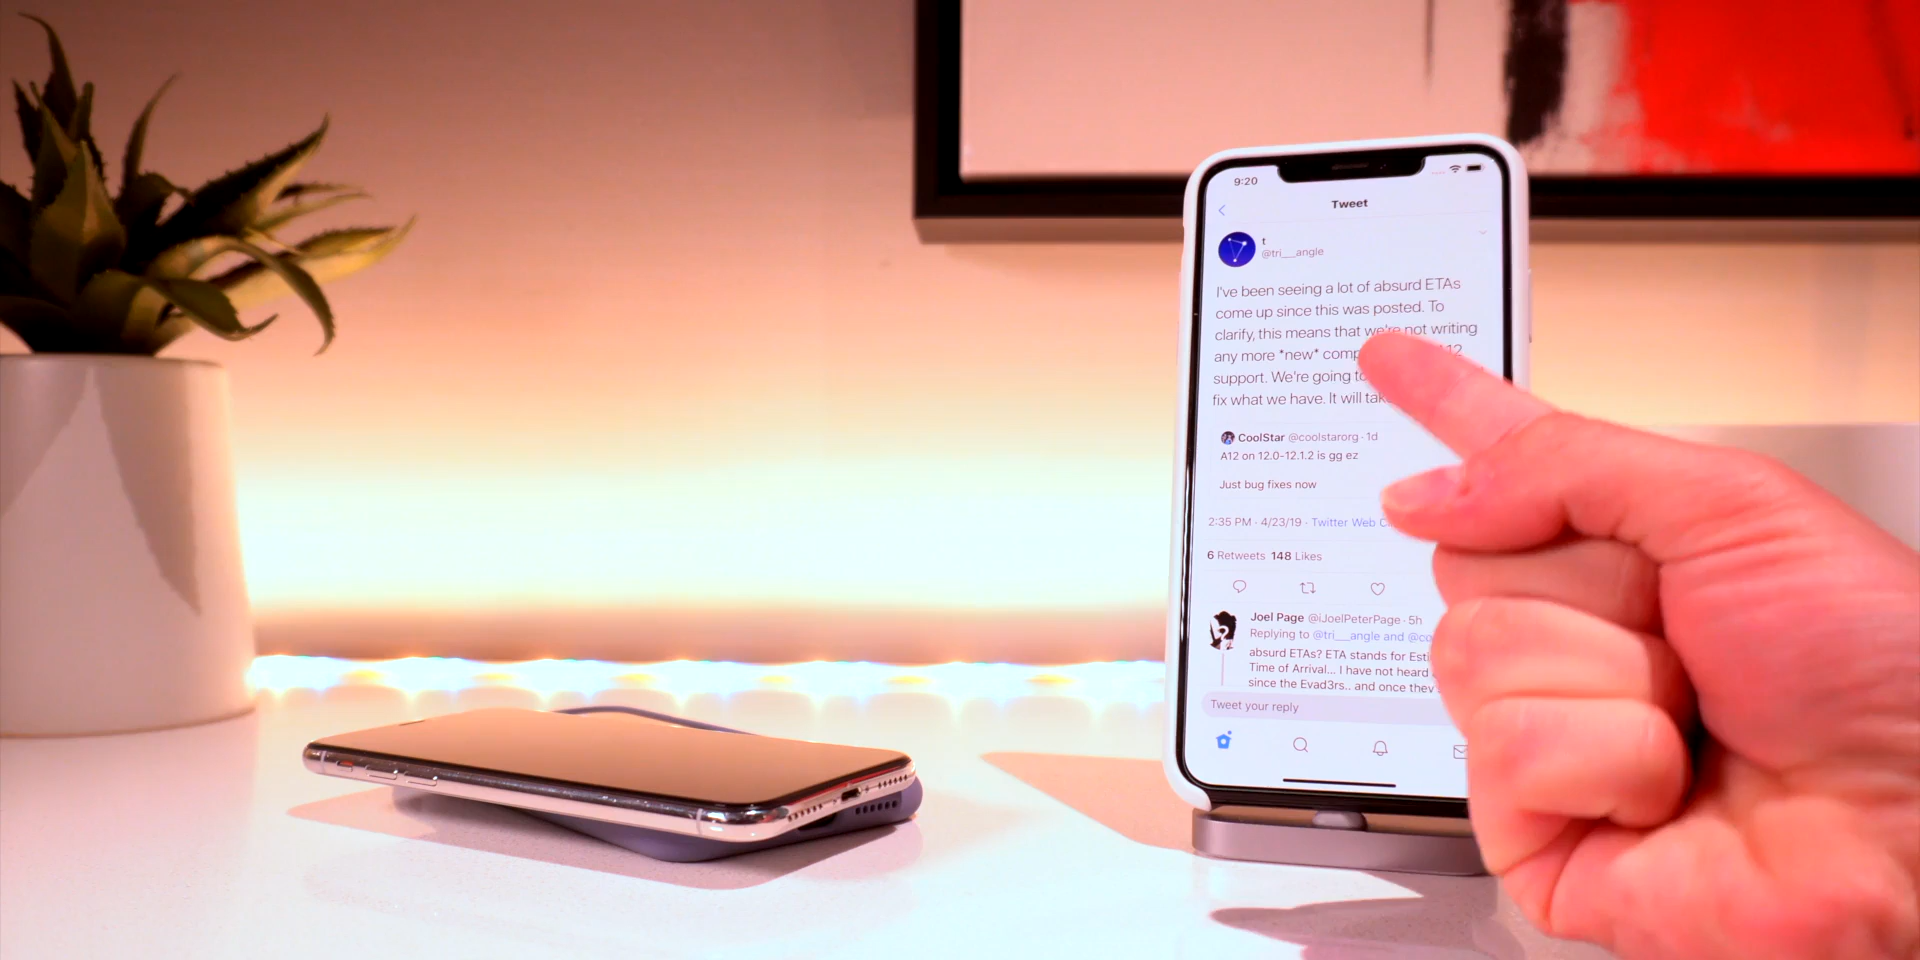 9:20
Tweet
t
@tri__angle
I've been seeing a lot of absurd ETAs
come up since this was posted. To
clarify, this means that we're not writing
any more *new* comp 12
support. We're going to
fix what we have. It will take
CoolStar @coolstarorg · 1d
A12 on 12.0-12.1.2 is gg ez
Just bug fixes now
2:35 PM · 4/23/19 · Twitter Web C
6 Retweets 148 Likes
Joel Page @iJoelPeterPage · 5h
Replying to @tri__angle and @co
absurd ETAs? ETA stands for Esti
Time of Arrival... I have not heard
since the Evad3rs.. and once they
Tweet your reply